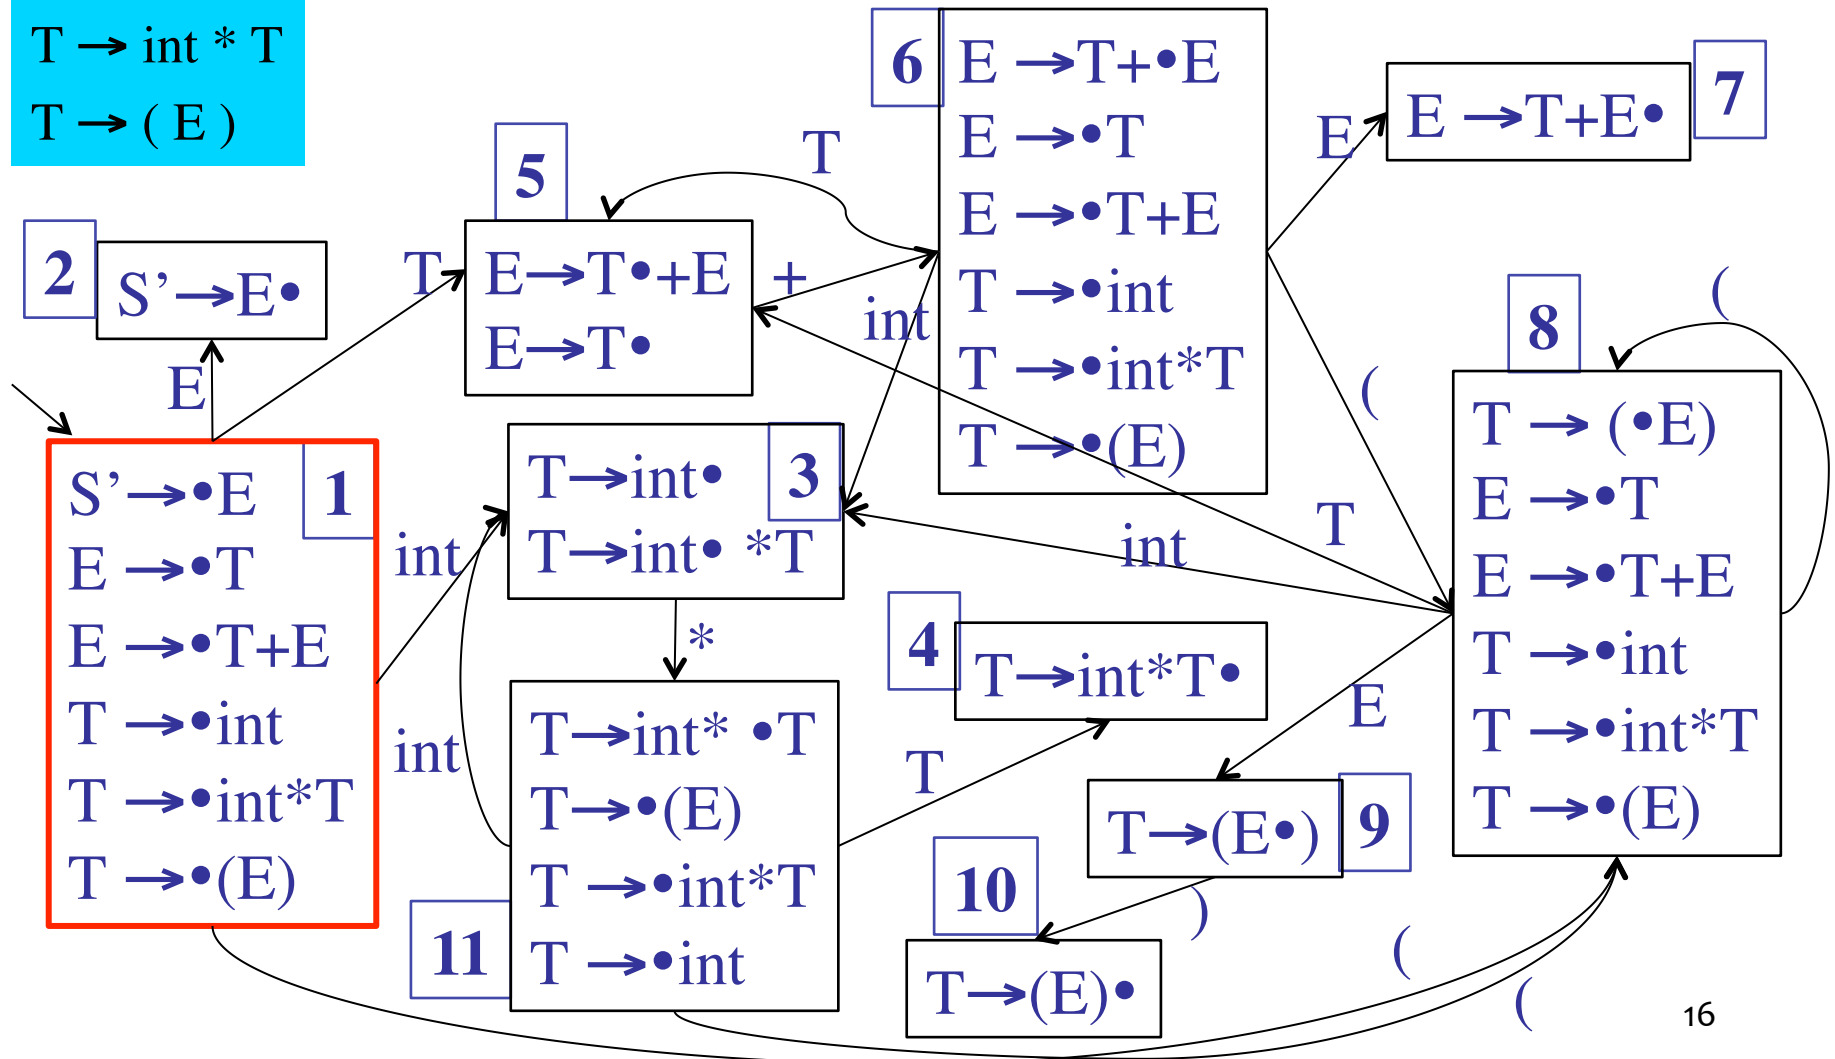 T → int * T
T → ( E )
2
S’→E•
E
T
5
E→T•+E
E→T•
T
+
6
E →T+•E
E →•T
E →•T+E
T →•int
T →•int*T
T →•(E)
int
E
7
E →T+E•
(
1
S’→•E
E →•T
E →•T+E
T →•int
T →•int*T
T →•(E)
int
int
3
T→int•
T→int• *T
*
int
T
11
T→int* •T
T→•(E)
T →•int*T
T →•int
T
4
T→int*T•
8
T → (•E)
E →•T
E →•T+E
T →•int
T →•int*T
T →•(E)
(
E
9
T→(E•)
)
10
T→(E)•
(
(
16